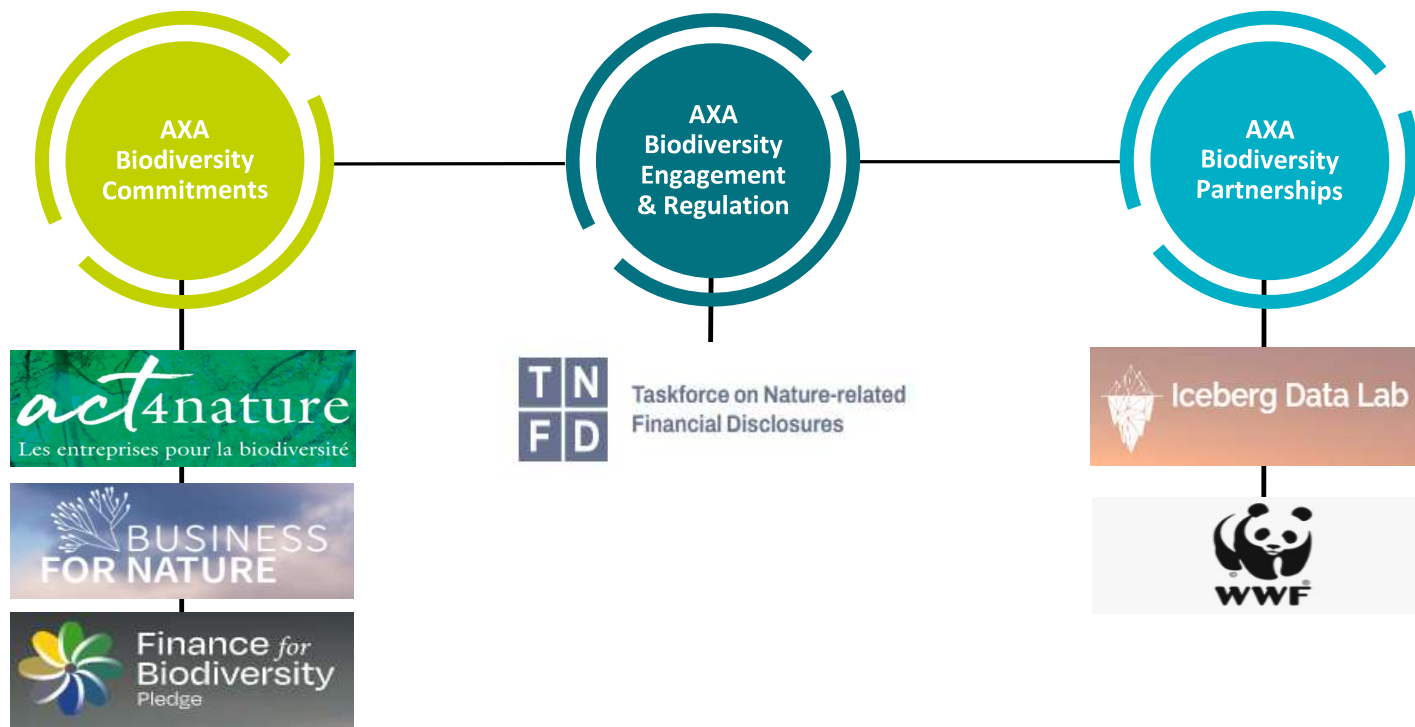 AXA
Biodiversity
Commitments
AXA
Biodiversity
Engagement
& Regulation
AXA
Biodiversity
Partnerships
act4nature
Les entreprises pour la biodiversité
BUSINESS
FOR NATURE
Finance for
Biodiversity
Pledge
T N
F D
Taskforce on Nature-related
Financial Disclosures
Iceberg Data Lab
© ®
WWF